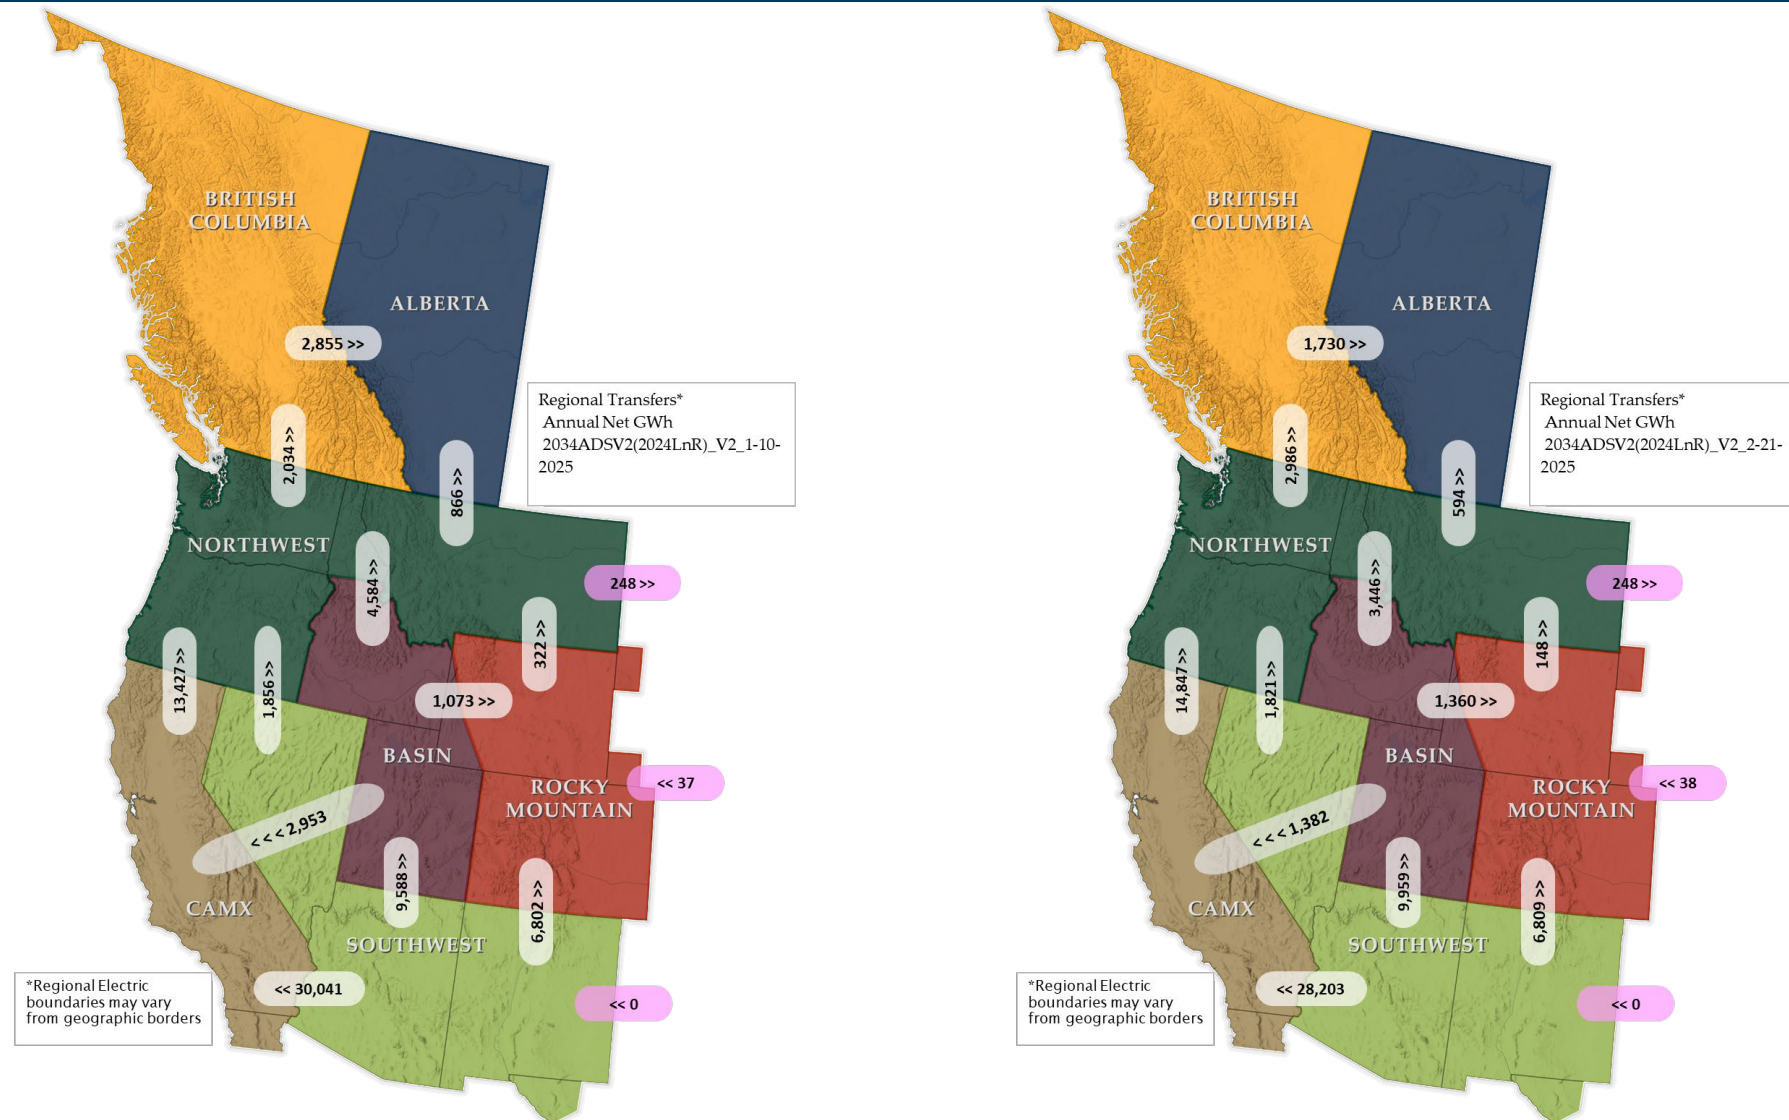 BRITISH
COLUMBIA
ALBERTA
2,855 >>
Regional Transfers*
Annual Net GWh
2034ADSV2(2024LnR)_V2_1-10-
2025
2,034 >>
866 >>
NORTHWEST
4,584 >>
248 >>
322 >>
13,427 >>
1,856 >>
1,073 >>
BASIN
ROCKY
MOUNTAIN
<< 37
< < < 2,953
9,588 >>
6,802 >>
CAMX
SOUTHWEST
<< 30,041
<< 0
*Regional Electric
boundaries may vary
from geographic borders
BRITISH
COLUMBIA
ALBERTA
1,730 >>
Regional Transfers*
Annual Net GWh
2034ADSV2(2024LnR)_V2_2-21-
2025
2,986 >>
594 >>
NORTHWEST
3,446 >>
248 >>
148 >>
14,847 >>
1,821 >>
1,360 >>
BASIN
ROCKY
MOUNTAIN
<< 38
< < < 1,382
9,959 >>
6,809 >>
CAMX
SOUTHWEST
<< 28,203
<< 0
*Regional Electric
boundaries may vary
from geographic borders